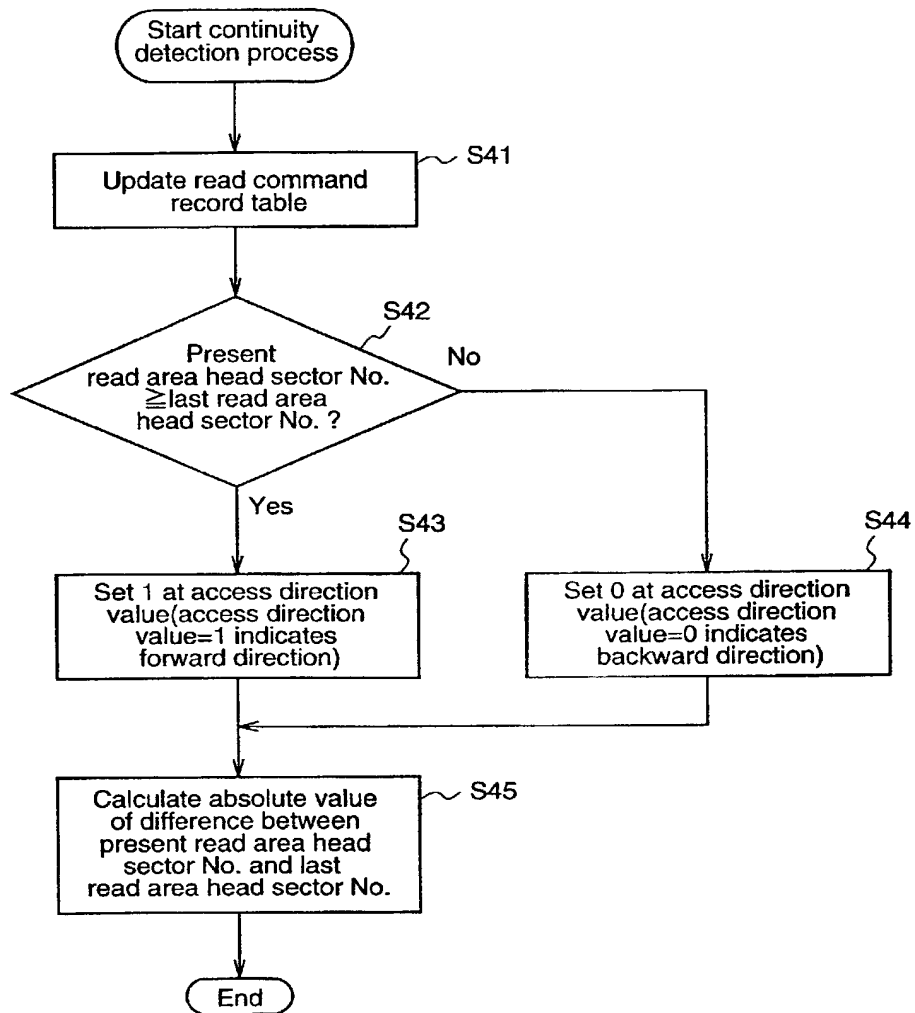 Start continuity
detection process
S41
Update read command
record table
S42
Present
read area head sector No.
≧last read area
head sector No. ?
No
Yes
S43
Set 1 at access direction
value(access direction
value=1 indicates
forward direction)
S44
Set 0 at access direction
value(access direction
value=0 indicates
backward direction)
S45
Calculate absolute value
of difference between
present read area head
sector No. and last
read area head sector No.
End